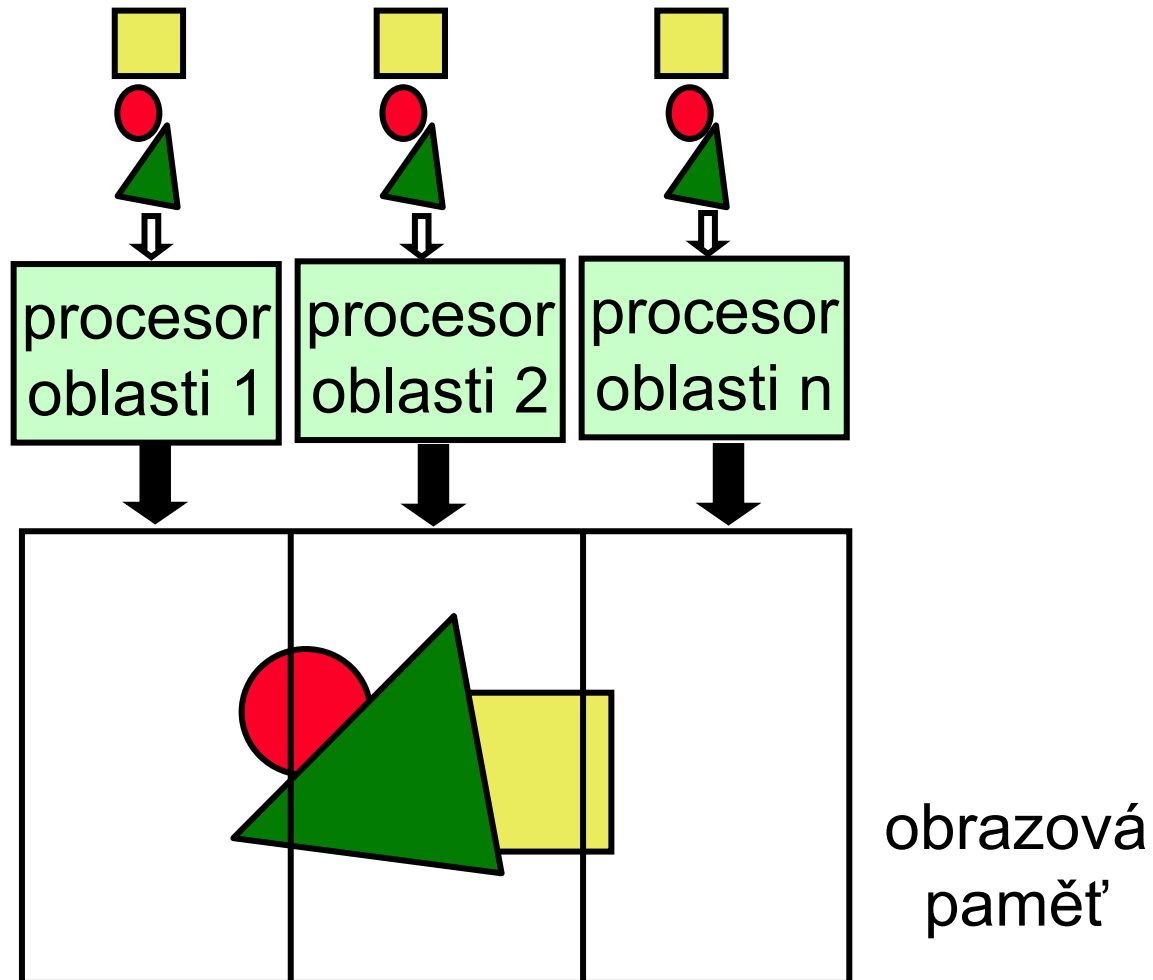 procesor
oblasti 1
procesor
oblasti 2
procesor
oblasti n
obrazová
paměť